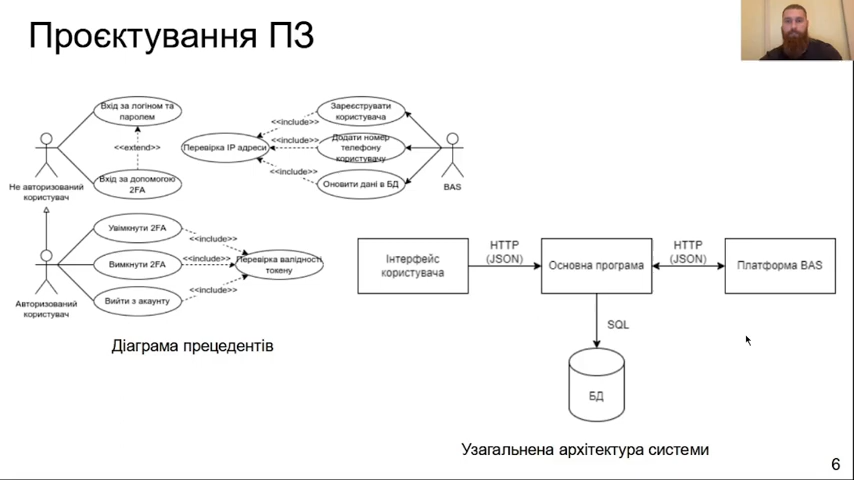 Проєктування ПЗ
Вхід за логіном та
паролем
<<extend>>
Вхід за допомогою
2FA
Не авторизований
користувач
Перевірка IP адреси
<<include>>
<<include>>
<<include>>
Зареєструвати
користувача
Додати номер
телефону
користувачу
Оновити дані в БД
BAS
Увімкнути 2FA
Вимкнути 2FA
Вийти з акаунту
<<include>>
<<include>>
<<include>>
Перевірка валідності
токену
Авторизований
користувач
Діаграма прецедентів
Інтерфейс
користувача
HTTP
(JSON)
Основна програма
HTTP
(JSON)
Платформа BAS
SQL
БД
Узагальнена архітектура системи
6